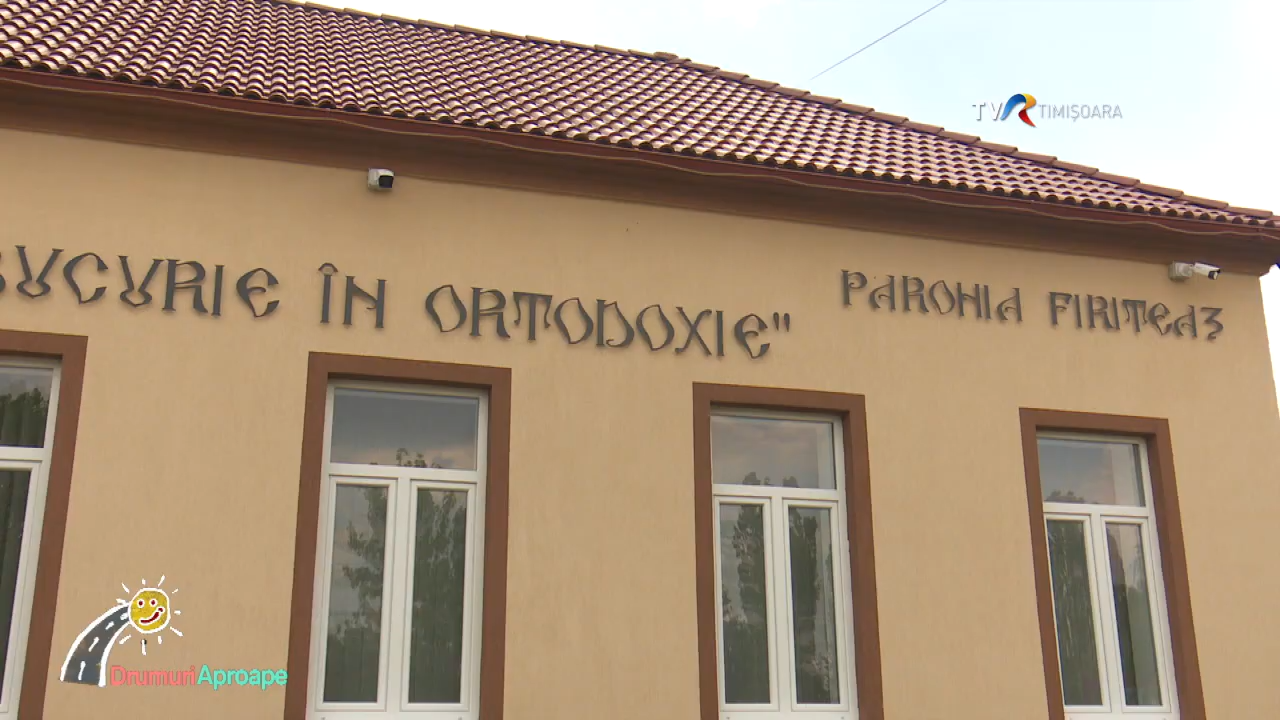 TVR TIMIȘOARA
BUCURIE ÎN ORTODOXIE"
PAROHIA FIRITEAZ
DrumuriAproape